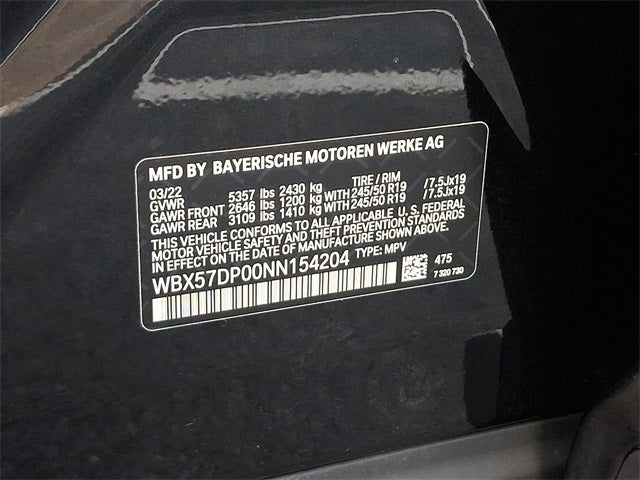 MFD BY BAYERISCHE MOTOREN WERKE AG
03/22 TIRE / RIM
GVWR 5357 lbs 2430 kg
GAWR FRONT 2646 lbs 1200 kg WITH 245/50 R19 /7.5Jx19
GAWR REAR 3109 lbs 1410 kg WITH 245/50 R19 /7.5Jx19
THIS VEHICLE CONFORMS TO ALL APPLICABLE U. S. FEDERAL
MOTOR VEHICLE SAFETY AND THEFT PREVENTION STANDARDS
IN EFFECT ON THE DATE OF MANUFACTURE SHOWN ABOVE.
WBX57DP00NN154204 TYPE: MPV
475
7 320 730